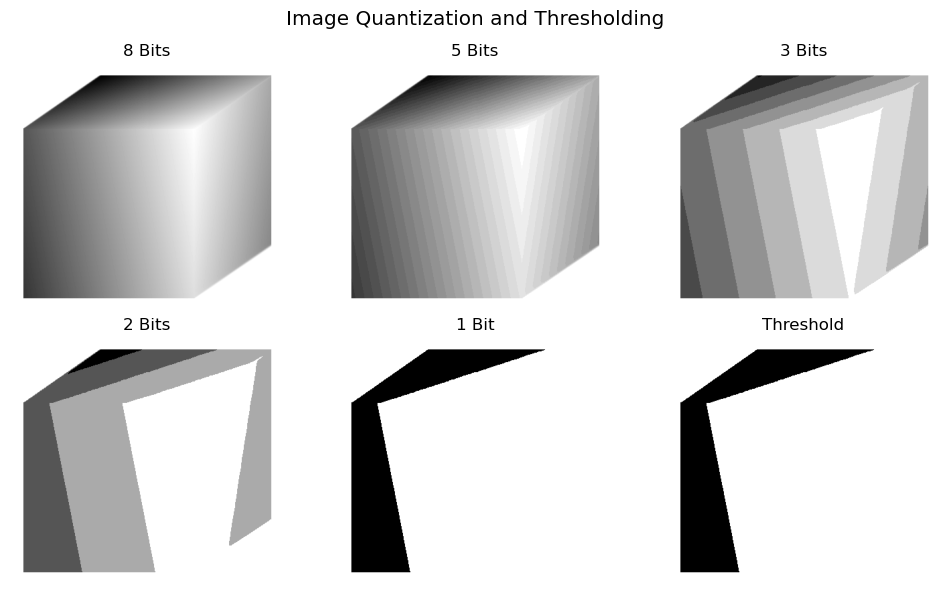 Image Quantization and Thresholding
8 Bits
5 Bits
3 Bits
2 Bits
1 Bit
Threshold